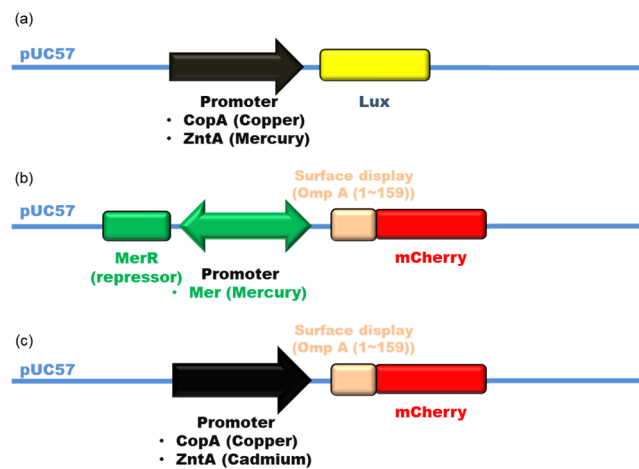 (a)
pUC57
Promoter
• CopA (Copper)
• ZntA (Mercury)
Lux
(b)
pUC57
Surface display
(Omp A (1~159))
MerR
(repressor)
Promoter
• Mer (Mercury)
mCherry
(c)
pUC57
Surface display
(Omp A (1~159))
mCherry
Promoter
• CopA (Copper)
• ZntA (Cadmium)